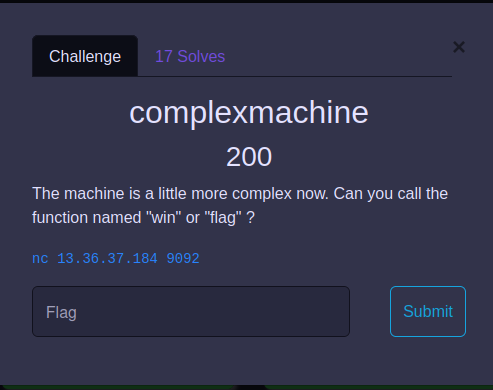 Challenge
17 Solves
×
complexmachine
200
The machine is a little more complex now. Can you call the
function named "win" or "flag" ?
nc 13.36.37.184 9092
Flag
Submit